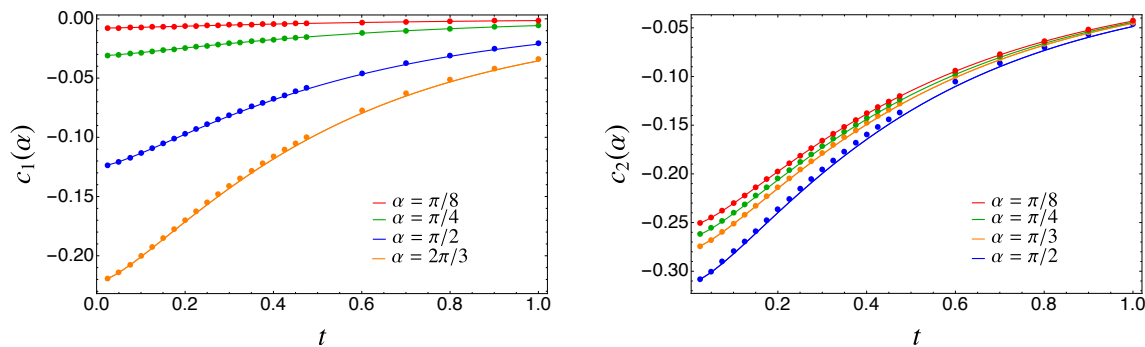 0.00
−0.05
−0.10
−0.15
−0.20
c₁(α)
α = π/8
α = π/4
α = π/2
α = 2π/3
0.0 0.2 0.4 0.6 0.8 1.0
t
−0.05
−0.10
−0.15
−0.20
−0.25
−0.30
c₂(α)
α = π/8
α = π/4
α = π/3
α = π/2
0.2 0.4 0.6 0.8 1.0
t